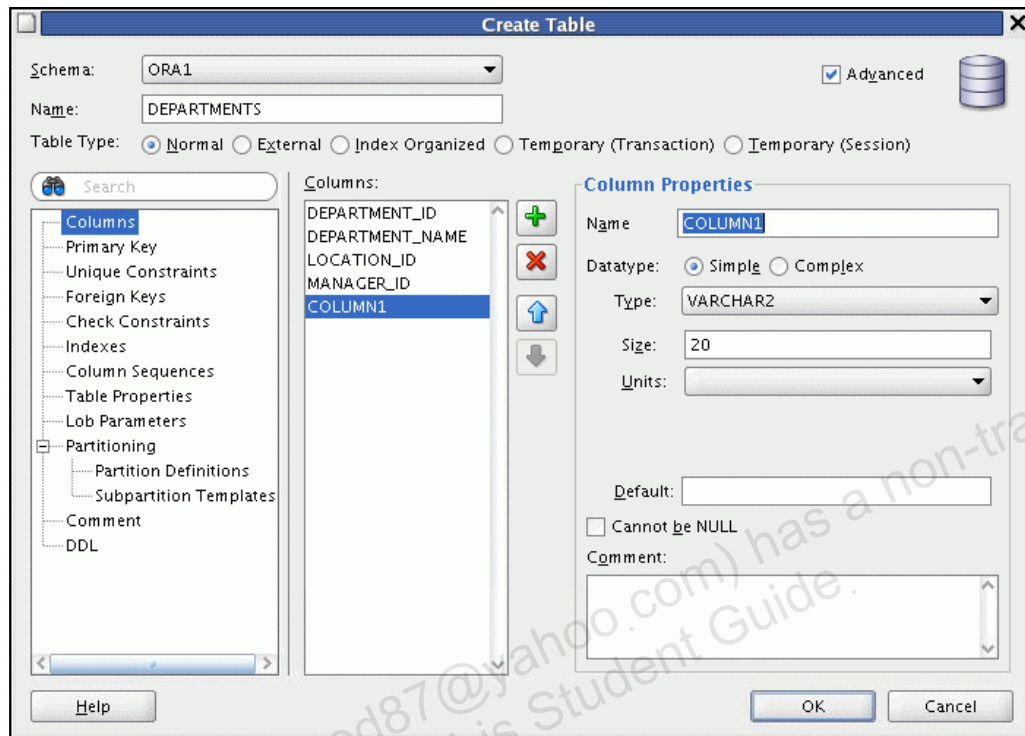 Create Table
Schema: ORA1
Advanced
Name: DEPARTMENTS
Table Type: Normal External Index Organized Temporary (Transaction) Temporary (Session)
Search
Columns
Primary Key
Unique Constraints
Foreign Keys
Check Constraints
Indexes
Column Sequences
Table Properties
Lob Parameters
Partitioning
Partition Definitions
Subpartition Templates
Comment
DDL
Columns:
DEPARTMENT_ID
DEPARTMENT_NAME
LOCATION_ID
MANAGER_ID
COLUMN1
Column Properties
Name COLUMN1
Datatype: Simple Complex
Type: VARCHAR2
Size: 20
Units:
Default:
Cannot be NULL
Comment:
Help
OK
Cancel
ed87@yahoo.com) has a non-tra
is Student Guide.